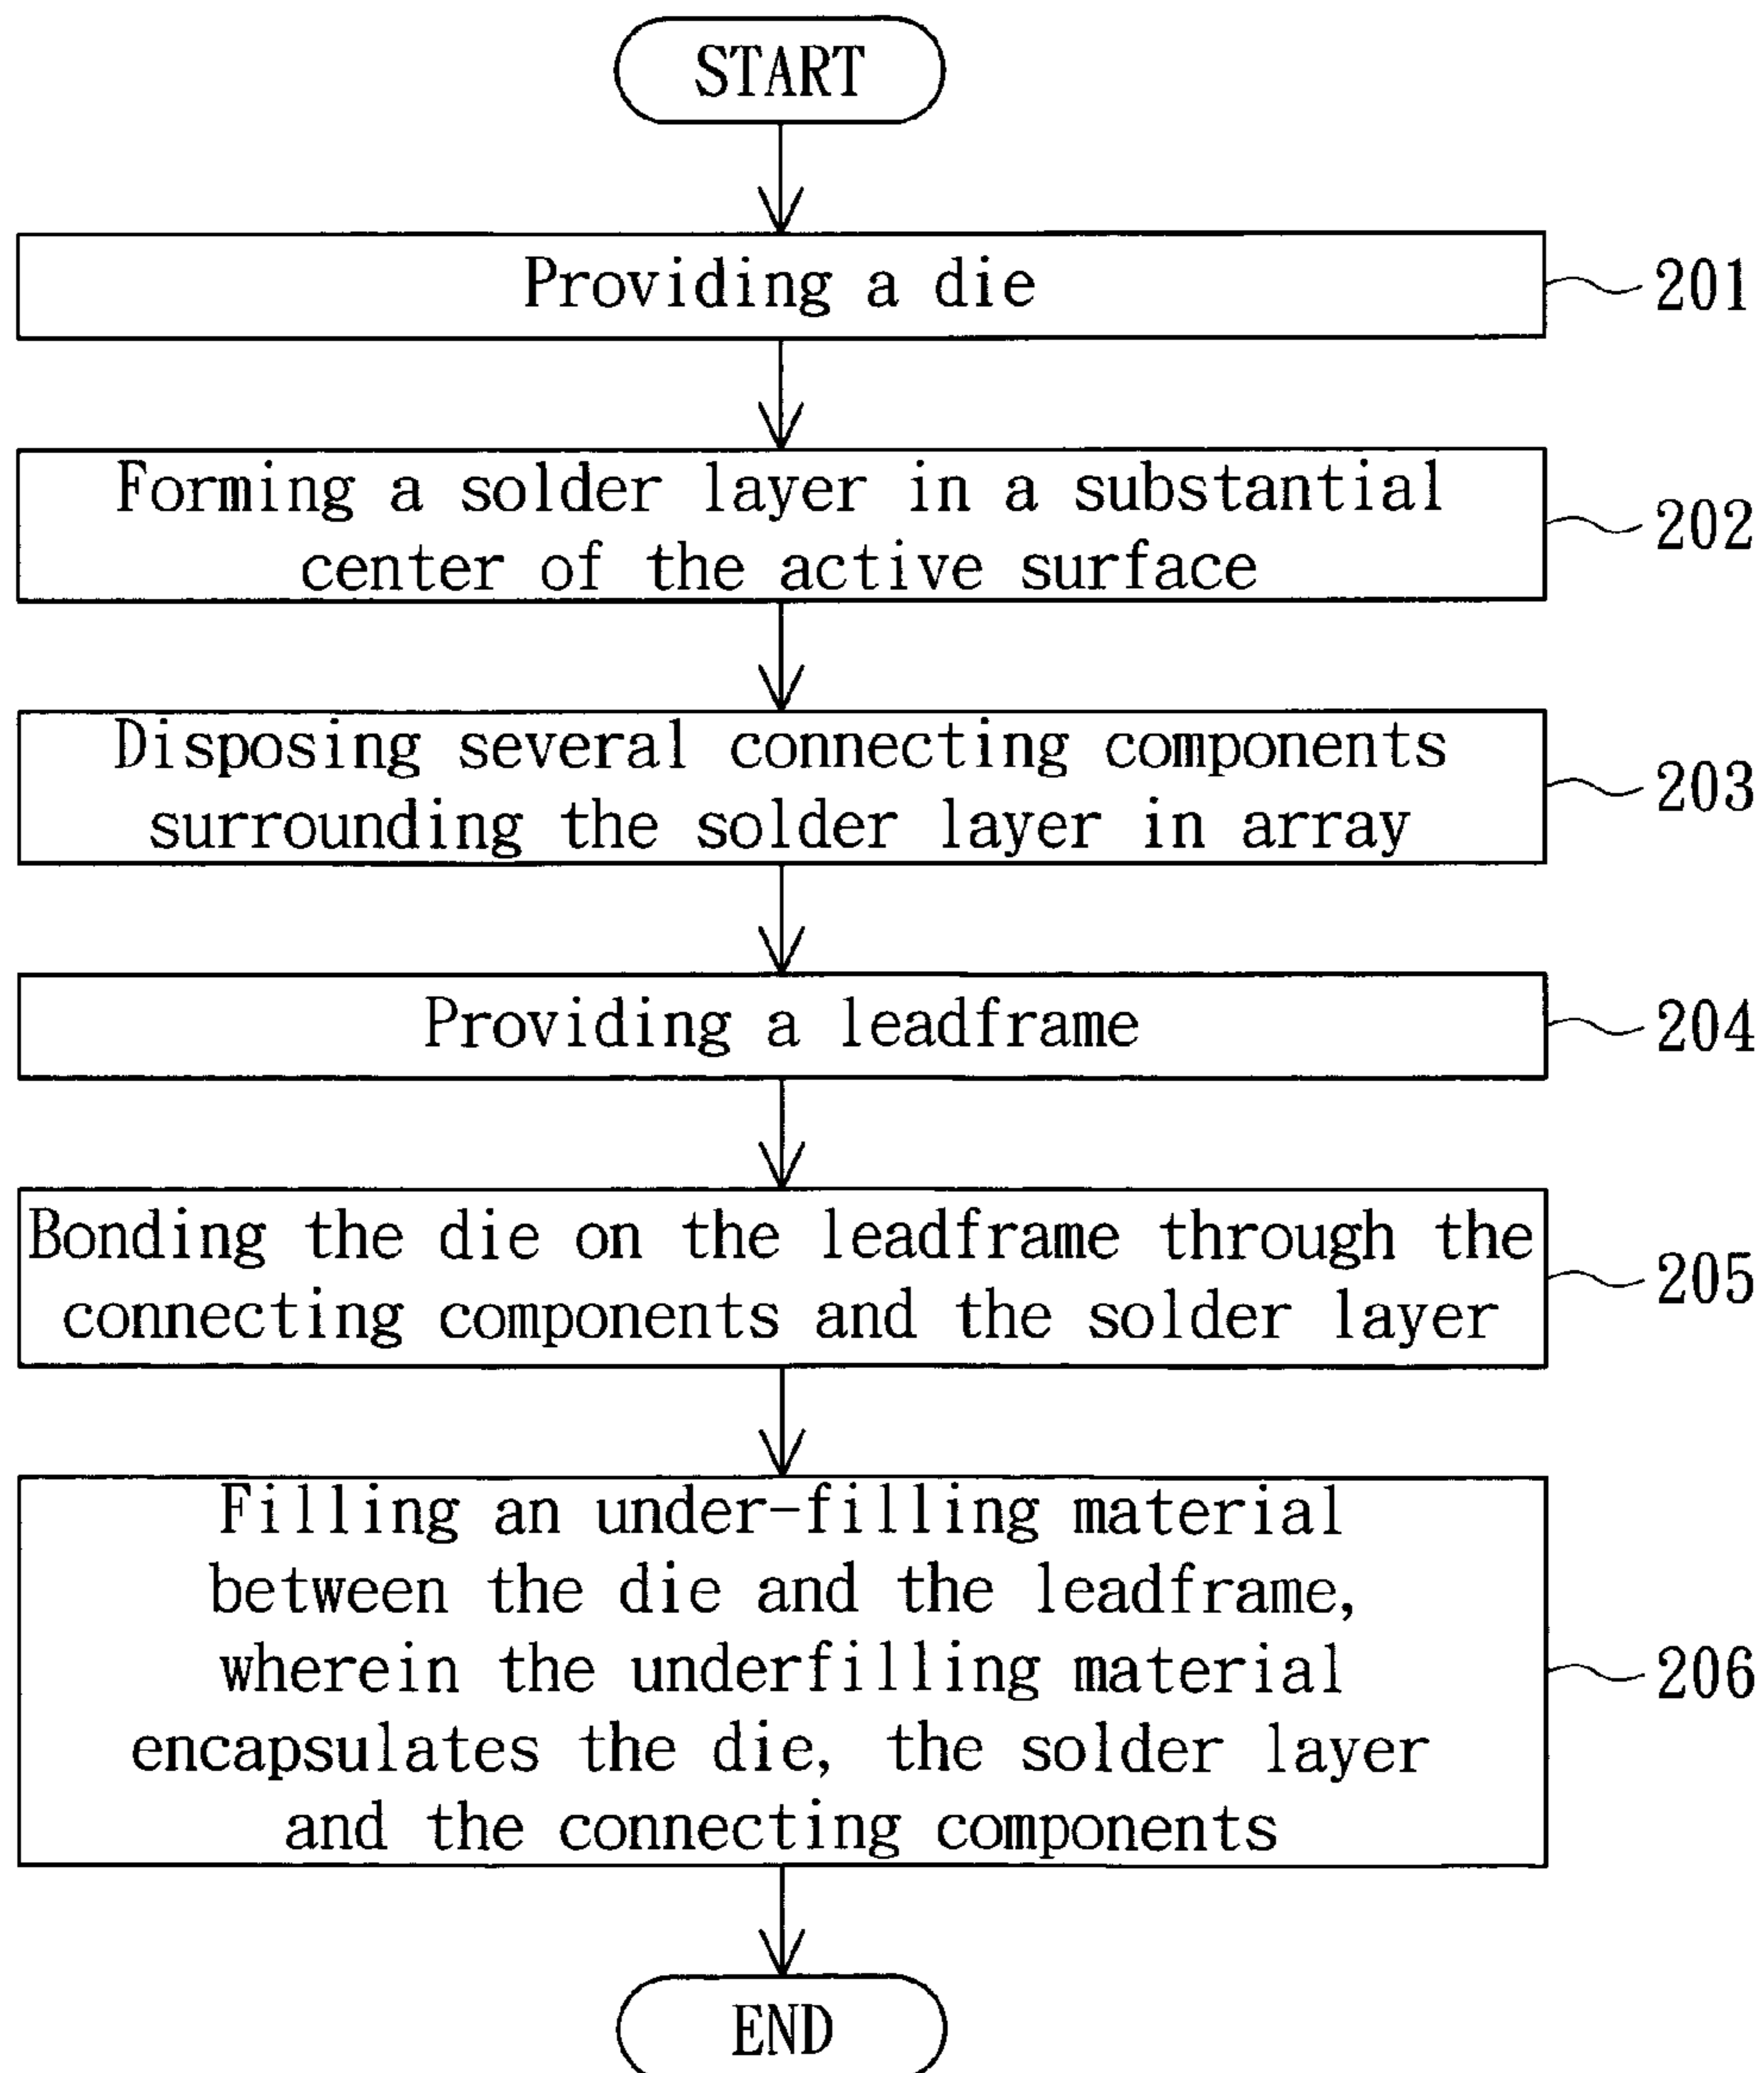 START
Providing a die
201
Forming a solder layer in a substantial
center of the active surface
202
Disposing several connecting components
surrounding the solder layer in array
203
Providing a leadframe
204
Bonding the die on the leadframe through the
connecting components and the solder layer
205
Filling an under-filling material
between the die and the leadframe,
wherein the underfilling material
encapsulates the die, the solder layer
and the connecting components
206
END